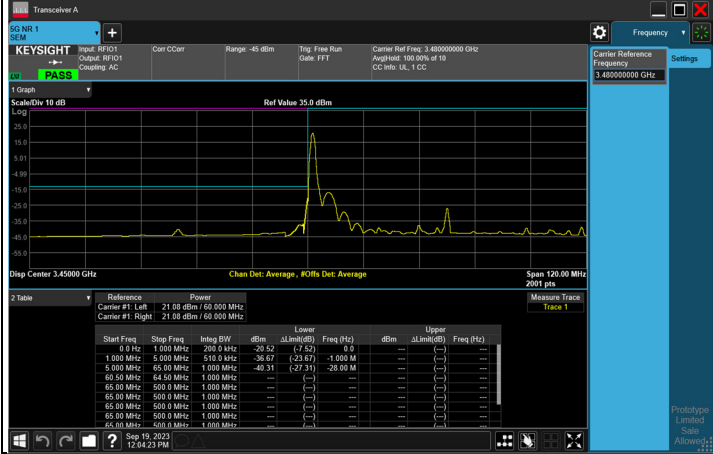 Transceiver A
5G NR 1
SEM
Frequency
KEYSIGHT
Input: RFIO1
Output: RFIO1
Coupling: AC
Corr CCorr
Range: -45 dBm
Trig: Free Run
Gate: FFT
Carrier Ref Freq: 3.480000000 GHz
Avg|Hold: 100.00% of 10
CC Info: UL, 1 CC
PASS
Carrier Reference
Frequency
3.480000000 GHz
Settings
1 Graph
Scale/Div 10 dB
Ref Value 35.0 dBm
Log
25.0
15.0
5.01
-4.99
-15.0
-25.0
-35.0
-45.0
-55.0
Disp Center 3.45000 GHz
Chan Det: Average , #Offs Det: Average
Span 120.00 MHz
2001 pts
2 Table
Reference Power
Carrier #1: Left 21.08 dBm / 60.000 MHz
Carrier #1: Right 21.08 dBm / 60.000 MHz
Measure Trace
Trace 1
Lower Upper
Start Freq Stop Freq Integ BW dBm ΔLimit(dB) Freq (Hz) dBm ΔLimit(dB) Freq (Hz)
0.0 Hz 1.000 MHz 200.0 kHz -20.52 (-7.52) 0.0 --- (---) ---
1.000 MHz 5.000 MHz 510.0 kHz -36.67 (-23.67) -1.000 M --- (---) ---
5.000 MHz 65.00 MHz 1.000 MHz -40.31 (-27.31) -28.00 M --- (---) ---
60.50 MHz 64.50 MHz 1.000 MHz --- (---) --- --- (---) ---
65.00 MHz 500.0 MHz 1.000 MHz --- (---) --- --- (---) ---
65.00 MHz 500.0 MHz 1.000 MHz --- (---) --- --- (---) ---
65.00 MHz 500.0 MHz 1.000 MHz --- (---) --- --- (---) ---
65.00 MHz 500.0 MHz 1.000 MHz --- (---) --- --- (---) ---
65.00 MHz 500.0 MHz 1.000 MHz --- (---) --- --- (---) ---
Sep 19, 2023
12:04:23 PM
Prototype
Limited
Sale
Allowed